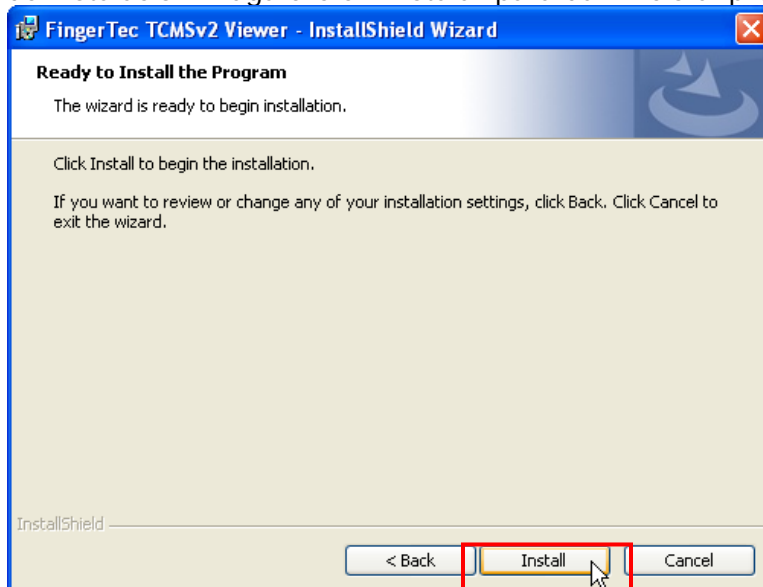 FingerTec TCMSv2 Viewer - InstallShield Wizard
Ready to Install the Program
The wizard is ready to begin installation.
Click Install to begin the installation.
If you want to review or change any of your installation settings, click Back. Click Cancel to
exit the wizard.
InstallShield
< Back Install Cancel